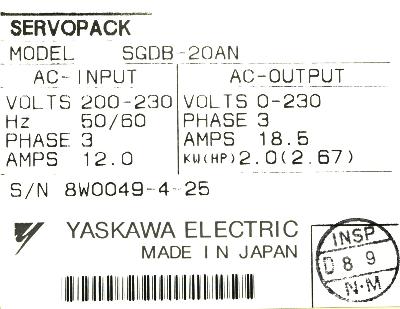 SERVOPACK
MODEL SGDB-20AN
AC-INPUT AC-OUTPUT
VOLTS 200-230 VOLTS 0-230
Hz 50/60 PHASE 3
PHASE 3 AMPS 18.5
AMPS 12.0 KW(HP) 2.0(2.67)
S/N 8W0049-4-25
YASKAWA ELECTRIC
MADE IN JAPAN
INSP
D 8 9
N·M